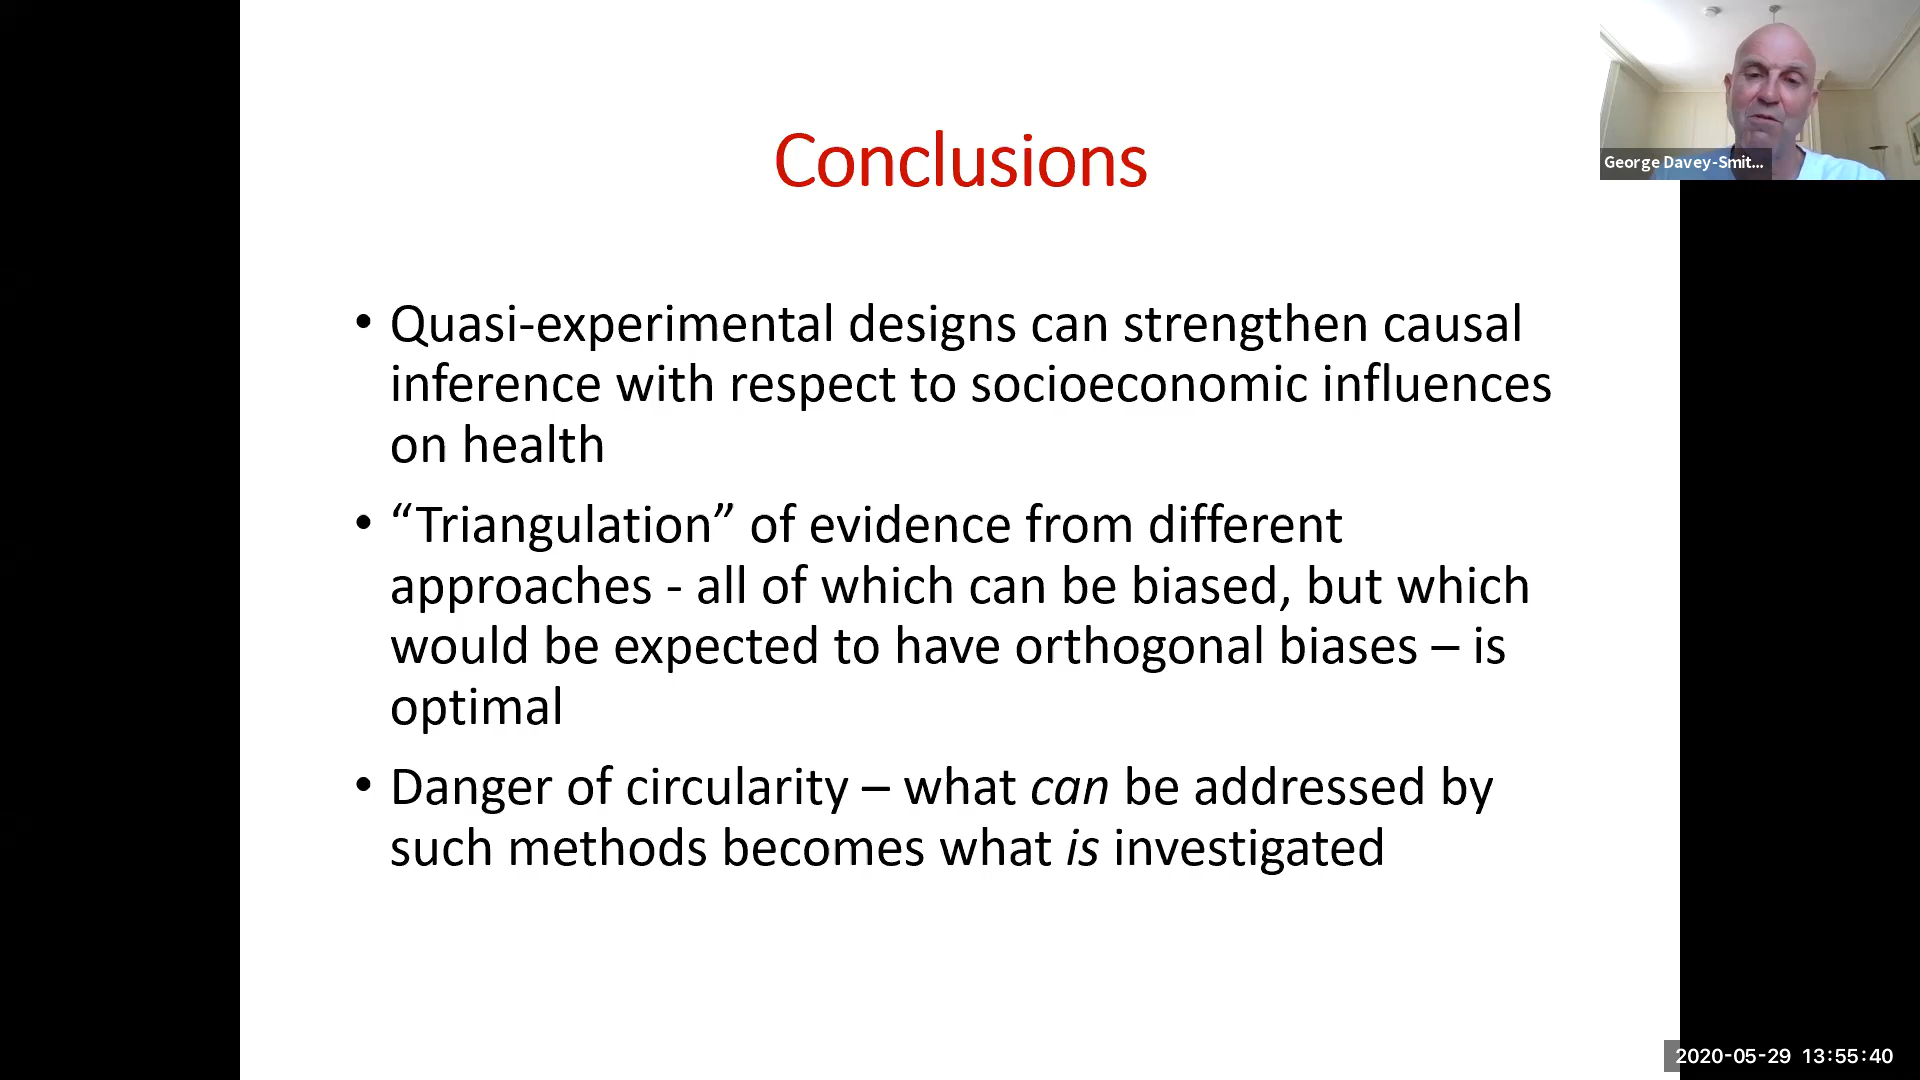 Conclusions
George Davey-Smit...
• Quasi-experimental designs can strengthen causal
inference with respect to socioeconomic influences
on health
• “Triangulation” of evidence from different
approaches - all of which can be biased, but which
would be expected to have orthogonal biases – is
optimal
• Danger of circularity – what can be addressed by
such methods becomes what is investigated
2020-05-29 13:55:40